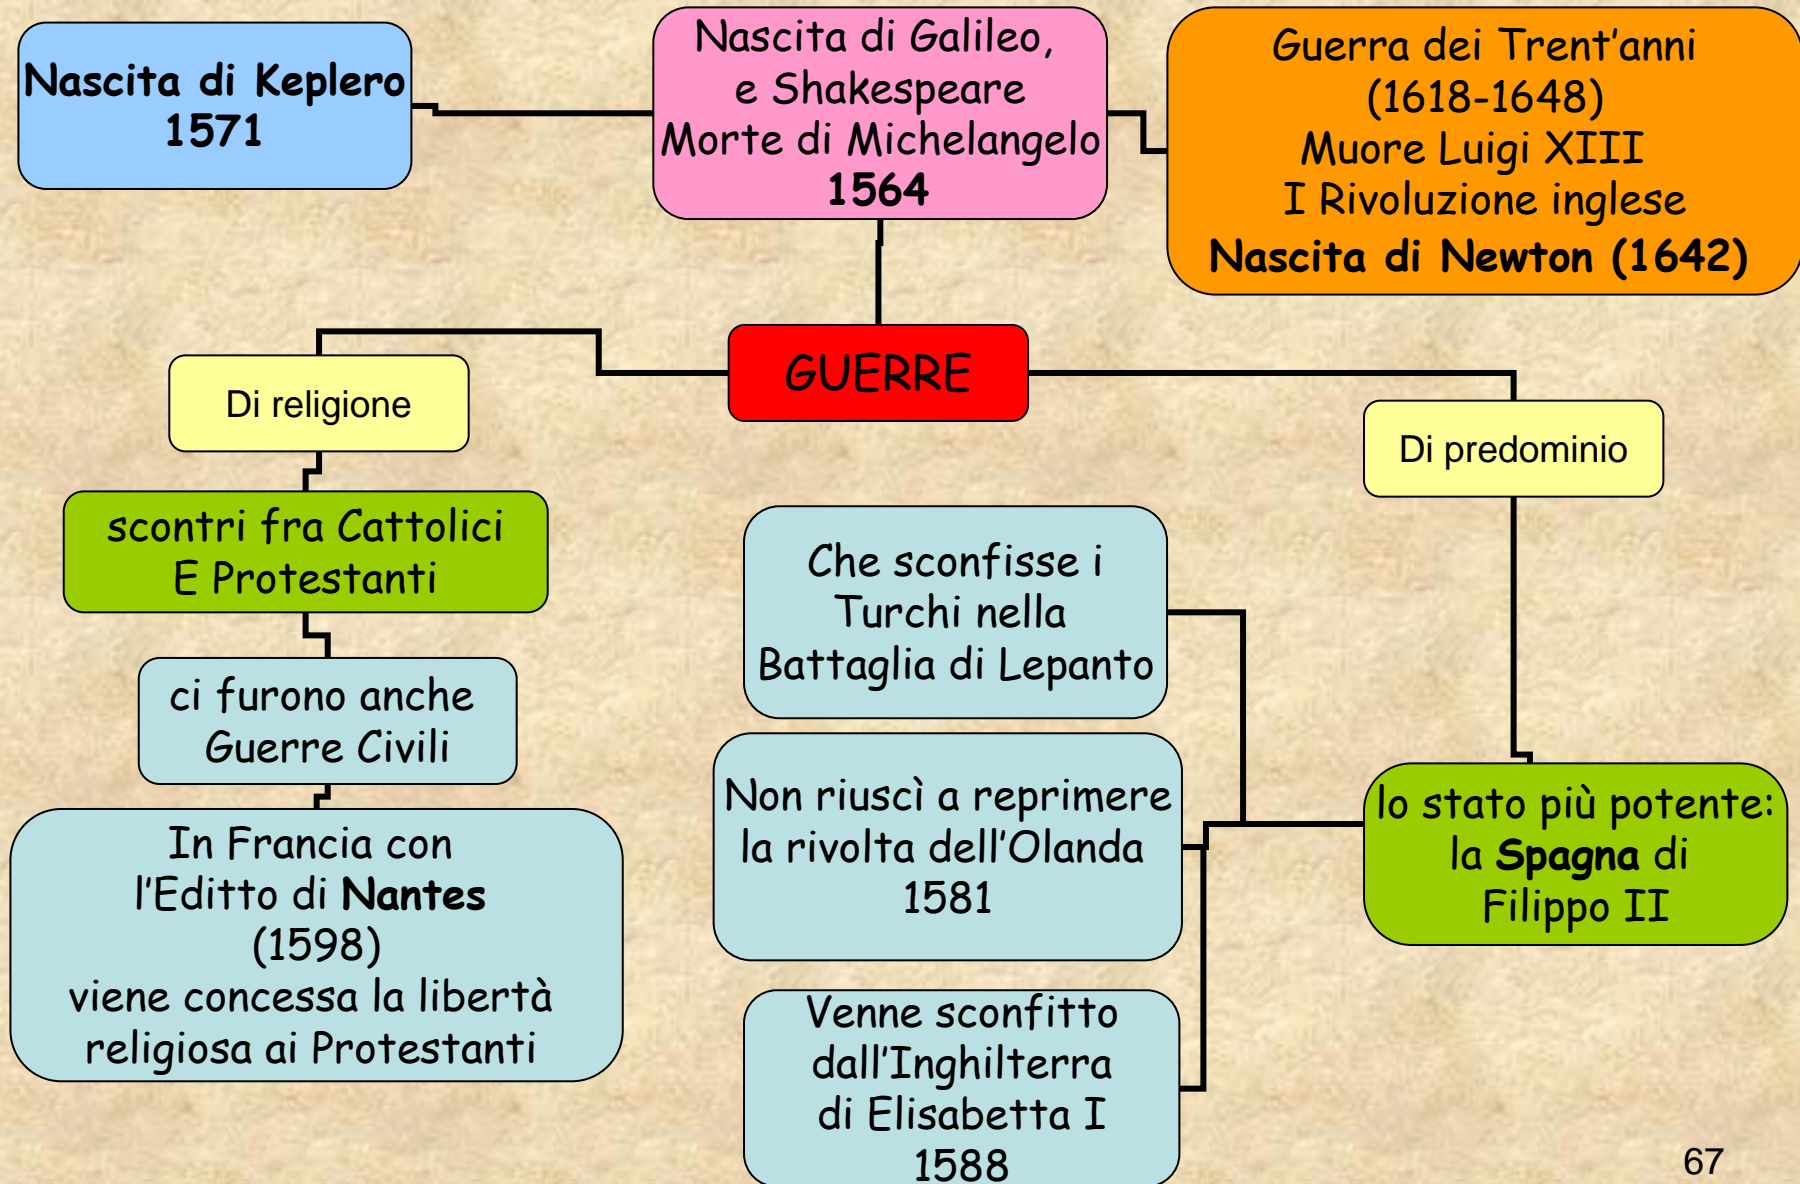 Nascita di Keplero
1571
Nascita di Galileo,
e Shakespeare
Morte di Michelangelo
1564
Guerra dei Trent'anni
(1618-1648)
Muore Luigi XIII
I Rivoluzione inglese
Nascita di Newton (1642)
GUERRE
Di religione
Di predominio
scontri fra Cattolici
E Protestanti
ci furono anche
Guerre Civili
In Francia con
l'Editto di Nantes
(1598)
viene concessa la libertà
religiosa ai Protestanti
Che sconfisse i
Turchi nella
Battaglia di Lepanto
Non riuscì a reprimere
la rivolta dell'Olanda
1581
Venne sconfitto
dall'Inghilterra
di Elisabetta I
1588
lo stato più potente:
la Spagna di
Filippo II
67